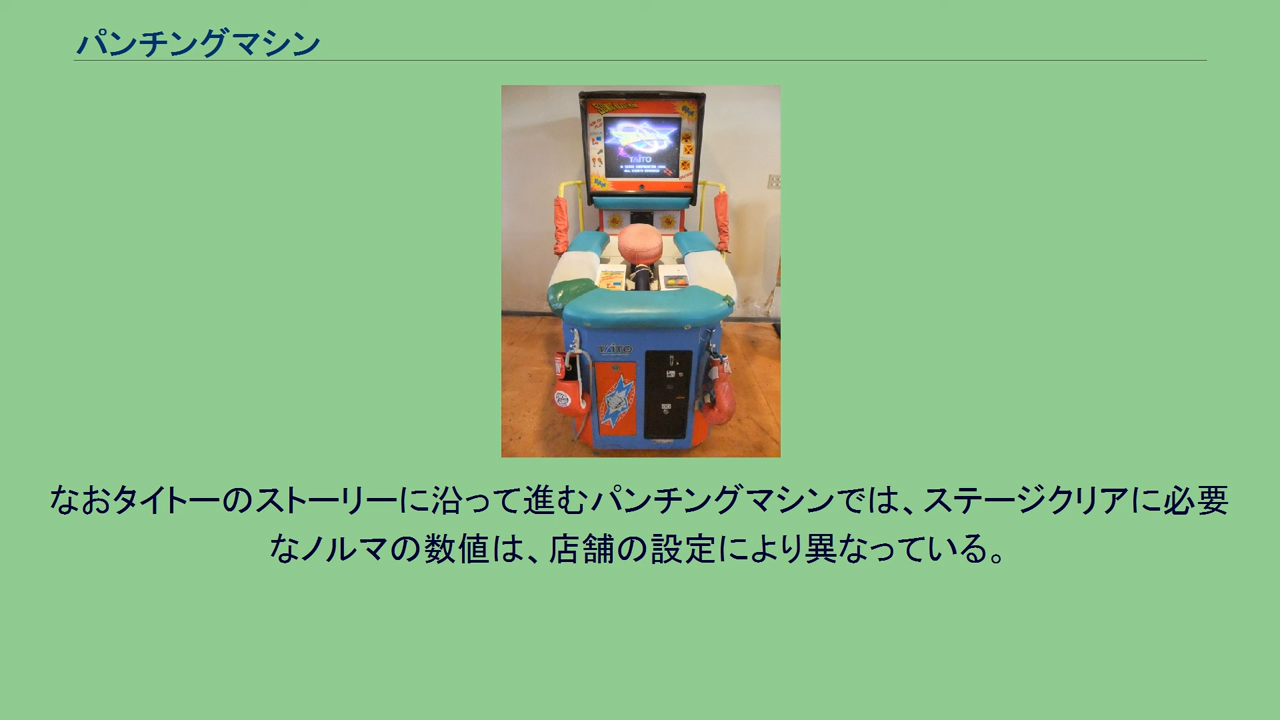 パンチングマシン
TAITO
TAITO
なおタイトーのストーリーに沿って進むパンチングマシンでは、ステージクリアに必要
なノルマの数値は、店舗の設定により異なっている。